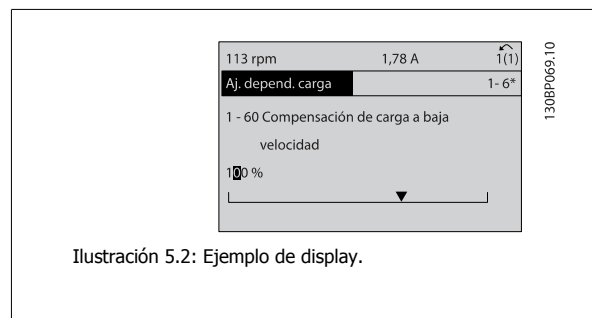 113 rpm 1,78 A 1(1)
Aj. depend. carga 1- 6*
1 - 60 Compensación de carga a baja
velocidad
100 %
130BP069.10
Ilustración 5.2: Ejemplo de display.